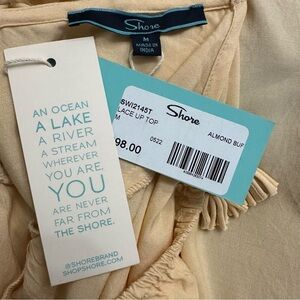 Shore
M
MADE IN
INDIA
AN OCEAN
A LAKE
A RIVER
A STREAM
WHEREVER
YOU ARE,
YOU
ARE NEVER
FAR FROM
THE SHORE.
@SHOREBRAND
SHOPSHORE.COM
SWI2145T
LACE UP TOP
M
Shore
0522
ALMOND BUF
98.00